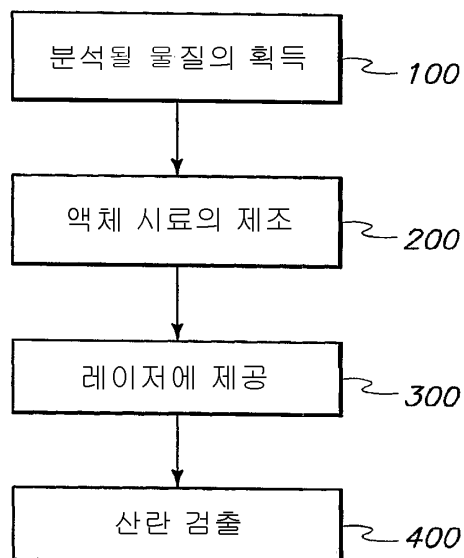 분석될 물질의 획득
100
액체 시료의 제조
200
레이저에 제공
300
산란 검출
400